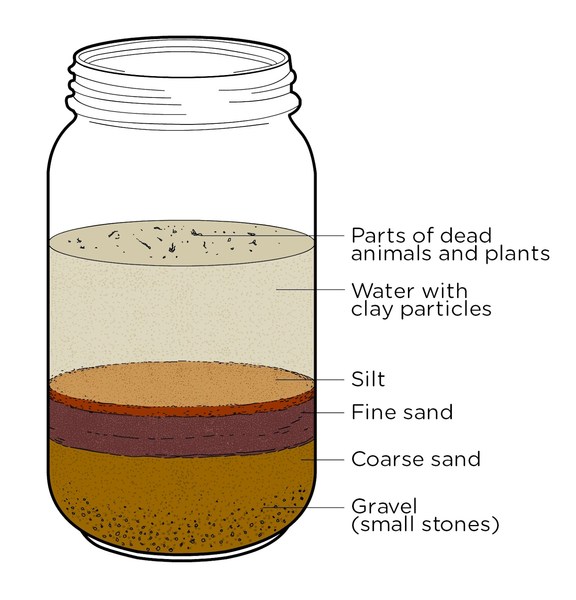 Parts of dead
animals and plants
Water with
clay particles
Silt
Fine sand
Coarse sand
Gravel
(small stones)